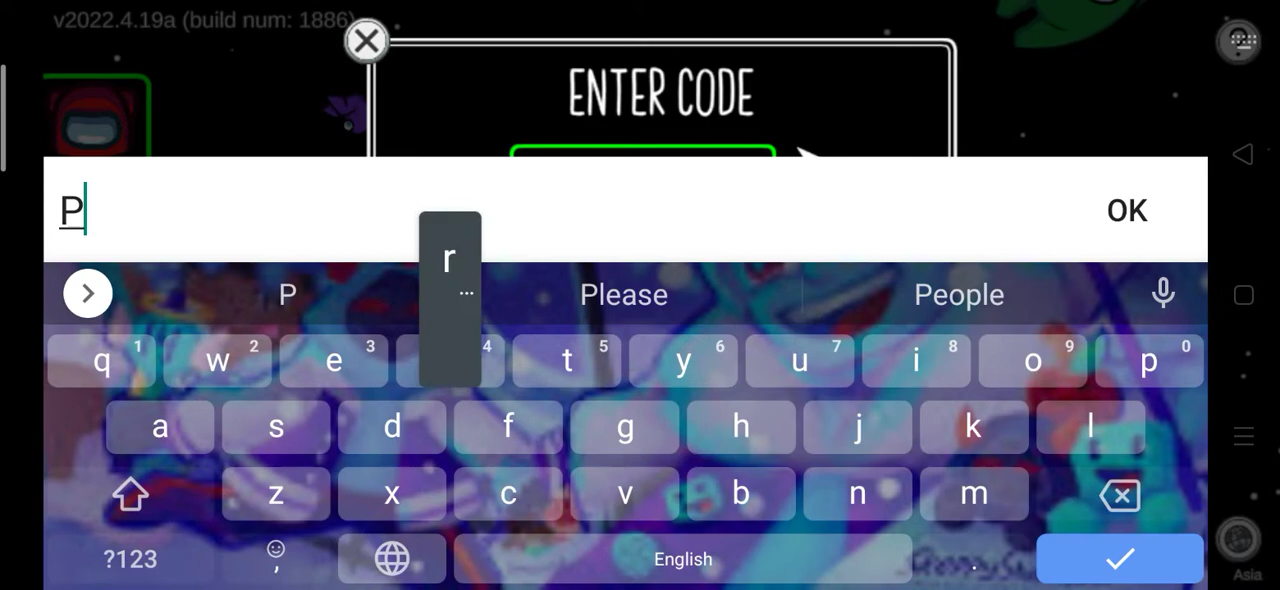 v2022.4.19a (build num: 1886)
ENTER CODE
P
OK
r
...
P
Please
People
q 1 w 2 e 3 4 t 5 y 6 u 7 i 8 o 9 p 0
a s d f g h j k l
z x c v b n m
?123 , English .
Asia